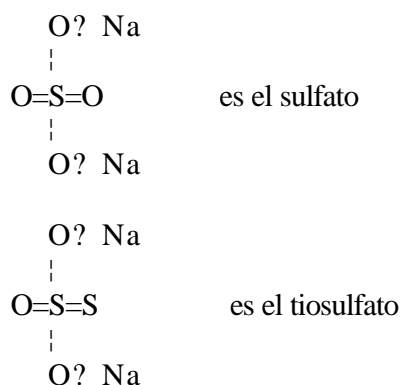 O? Na
¦
O=S=O es el sulfato
¦
O? Na
O? Na
¦
O=S=S es el tiosulfato
¦
O? Na